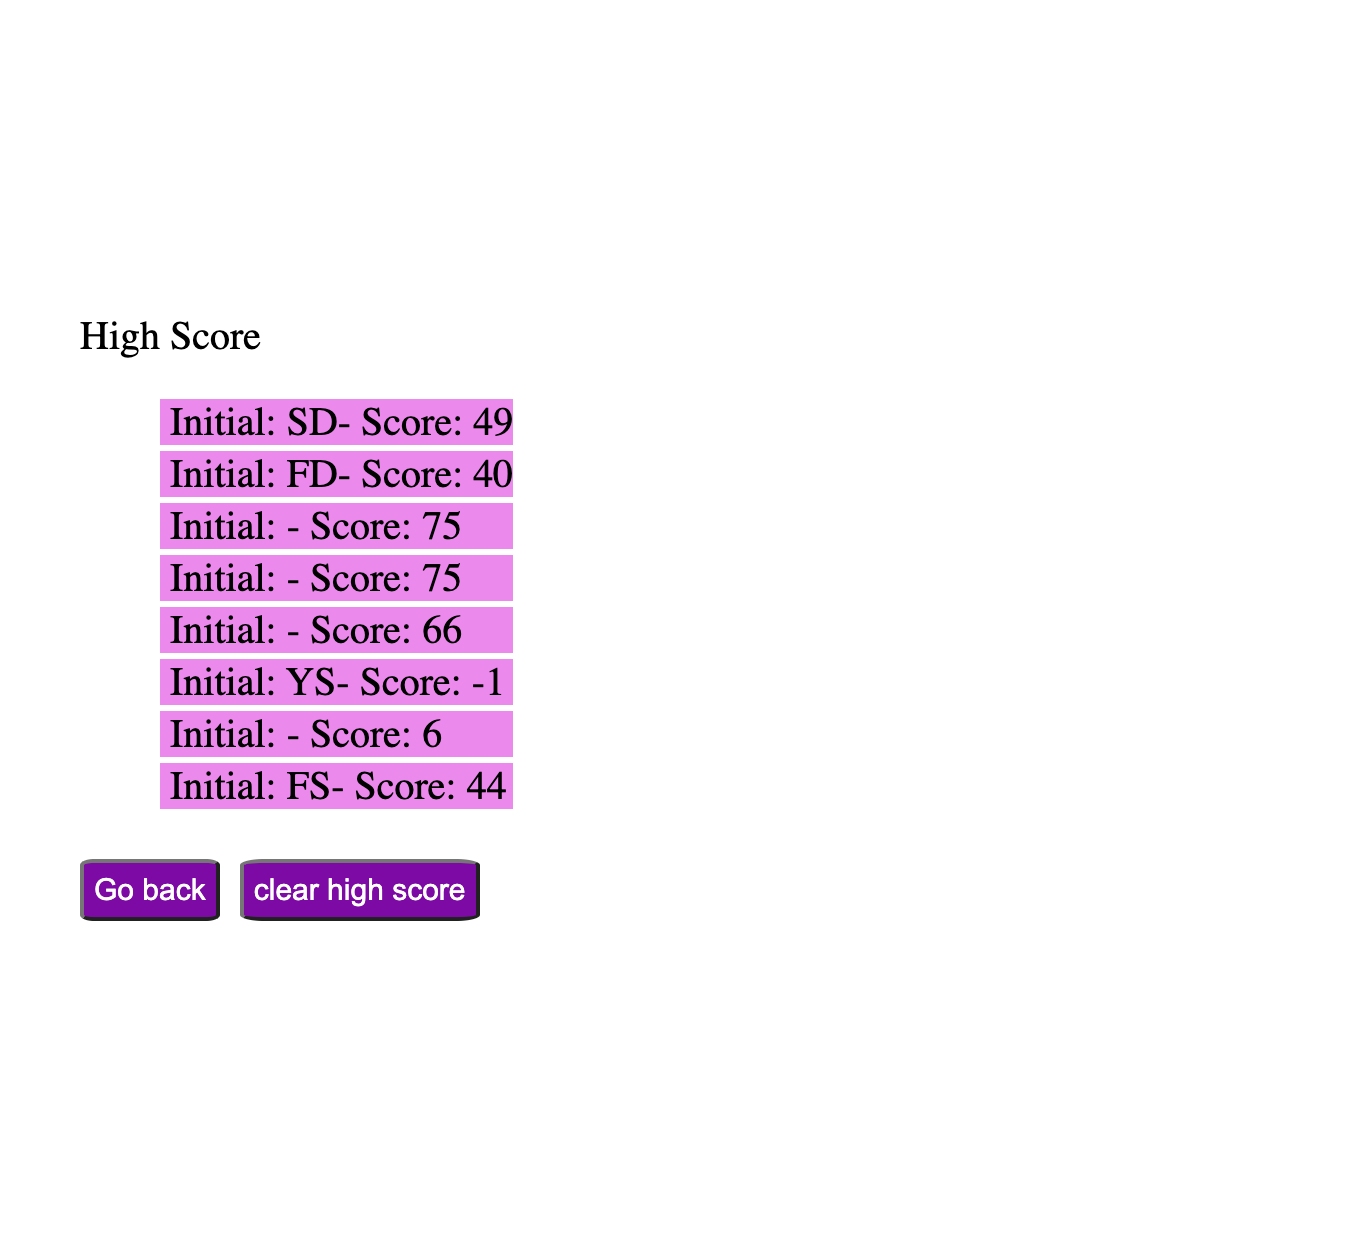 High Score
Initial: SD- Score: 49
Initial: FD- Score: 40
Initial: - Score: 75
Initial: - Score: 75
Initial: - Score: 66
Initial: YS- Score: -1
Initial: - Score: 6
Initial: FS- Score: 44
Go back
clear high score